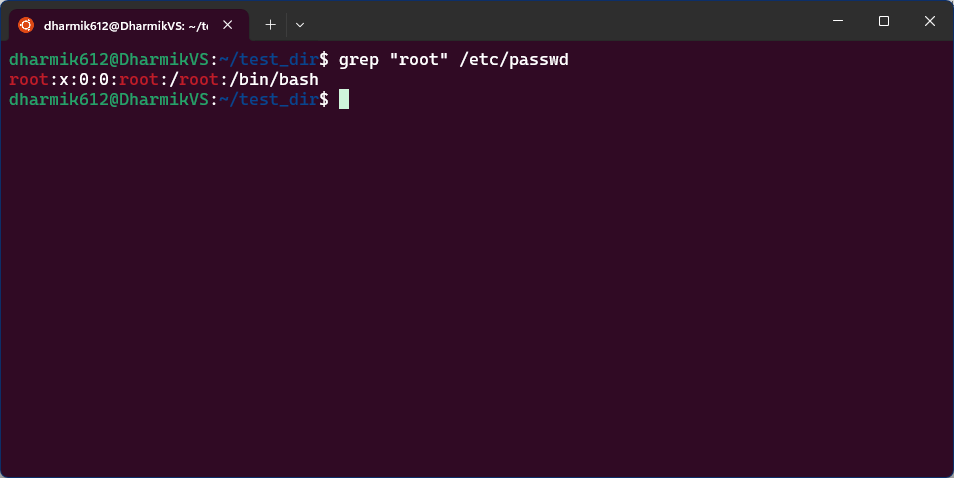 dharmik612@DharmikVS: ~/te
dharmik612@DharmikVS:~/test_dir$ grep "root" /etc/passwd
root:x:0:0:root:/root:/bin/bash
dharmik612@DharmikVS:~/test_dir$